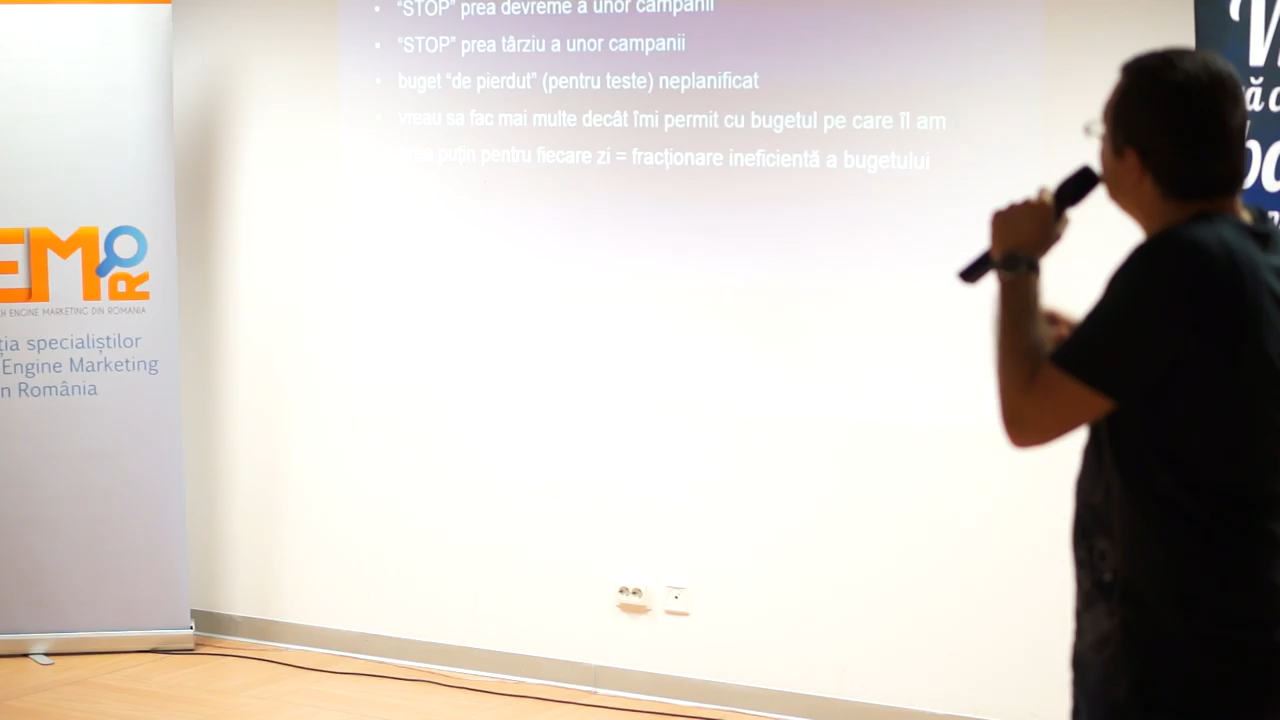 “STOP” prea devreme a unor campanii
“STOP” prea târziu a unor campanii
buget “de pierdut” (pentru teste) neplanificat
vreau sa fac mai multe decât îmi permit cu bugetul pe care îl am
puțin pentru fiecare zi = fracționare ineficientă a bugetului
EM
RO
ENGINE MARKETING DIN ROMANIA
specialiștilor
Engine Marketing
România